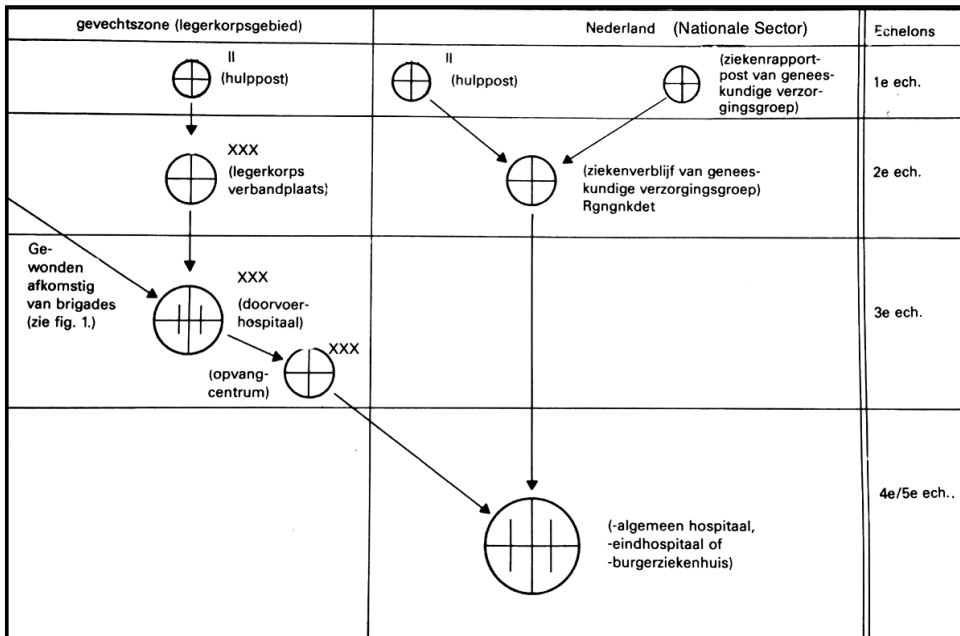 gevechtszone (legerkorpsgebied)
Nederland (Nationale Sector)
Echelons
II
(hulppost)
II
(hulppost)
(ziekenrapport-
post van genees-
kundige verzor-
gingsgroep)
1e ech.
XXX
(legerkorps
verbandplaats)
(ziekenverblijf van genees-
kundige verzorgingsgroep)
Rgngnkdet
2e ech.
Ge-
wonden
afkomstig
van brigades
(zie fig. 1.)
XXX
(doorvoer-
hospitaal)
XXX
(opvang-
centrum)
3e ech.
(-algemeen hospitaal,
-eindhospitaal of
-burgerziekenhuis)
4e/5e ech..